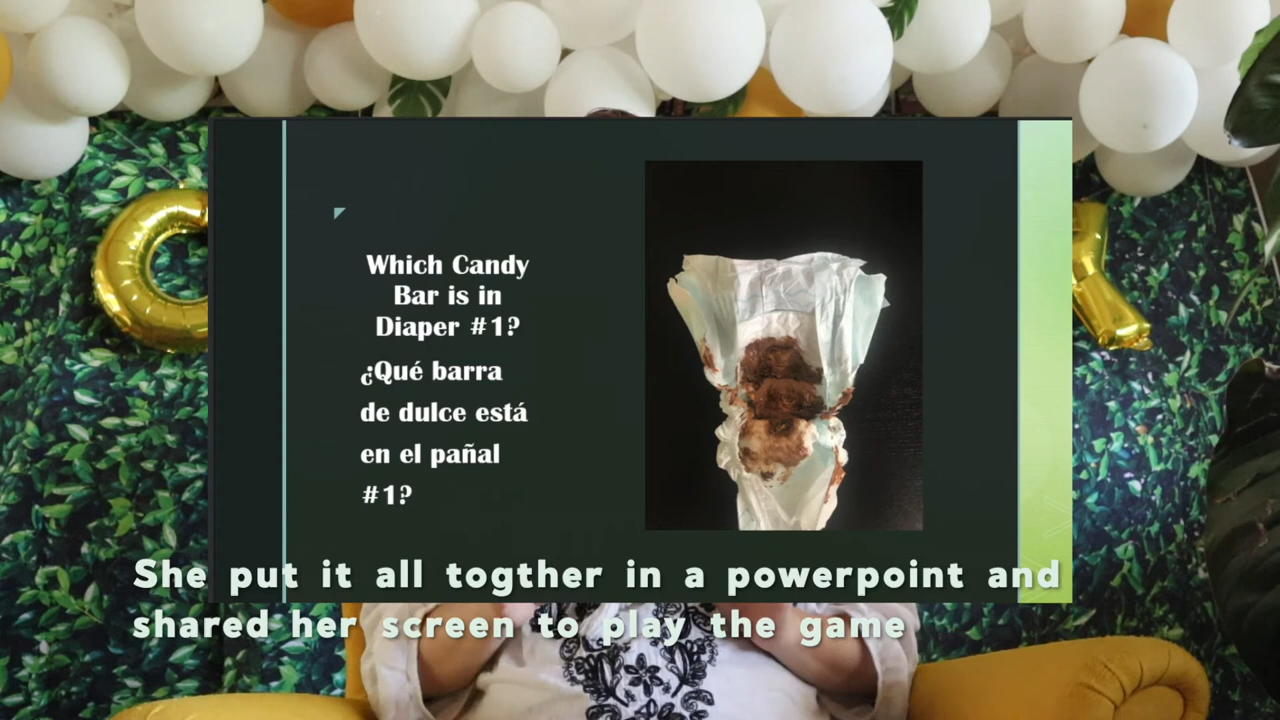 Which Candy
Bar is in
Diaper #1?
¿Qué barra
de dulce está
en el pañal
#1?
She put it all togther in a powerpoint and
shared her screen to play the game